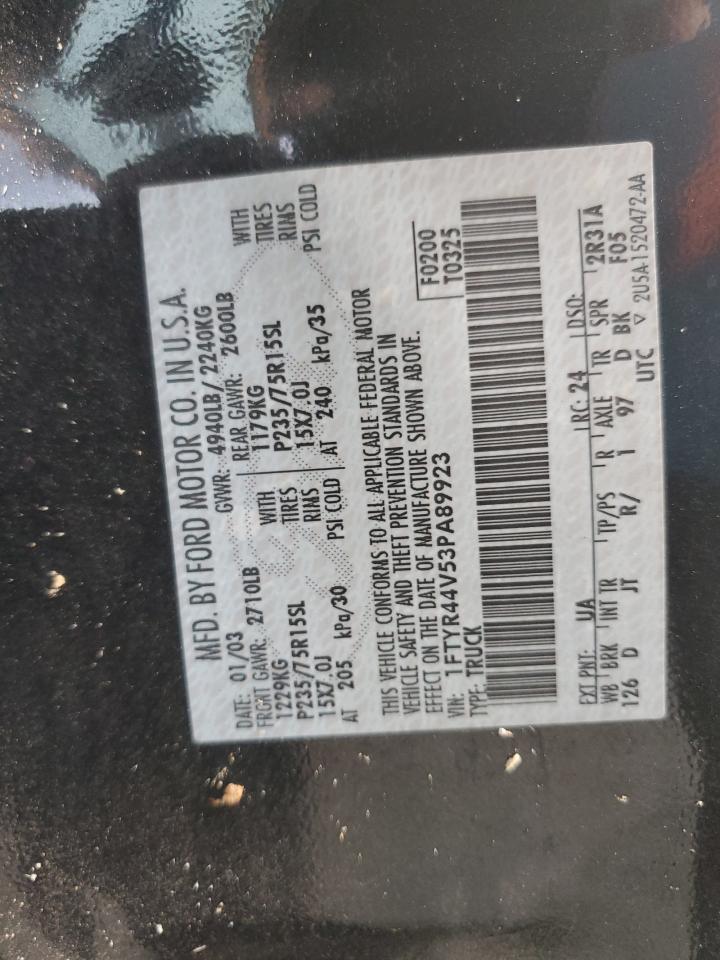 MFD. BY FORD MOTOR CO. IN U.S.A.
DATE: 01/03 GVWR: 4940LB/ 2240KG
FRONT GAWR: 2710LB REAR GAWR: 2600LB
1229KG WITH 1179KG WITH
P235/75R15SL TIRES P235/75R15SL TIRES
15X7.0J RIMS 15X7.0J RIMS
AT 205 kPa/30 PSI COLD AT 240 kPa/35 PSI COLD
THIS VEHICLE CONFORMS TO ALL APPLICABLE FEDERAL MOTOR
VEHICLE SAFETY AND THEFT PREVENTION STANDARDS IN
EFFECT ON THE DATE OF MANUFACTURE SHOWN ABOVE.
VIN: 1FTYR44V53PA89923 F0200
TYPE: TRUCK T0325
EXT PNT: UA RC: 24 DSO:
WB BRK INT TR TP/PS R AXLE TR SPR 2R31A
126 D JT R/ 1 97 D BK F05
UTC ▽ 2U5A-1520472-AA